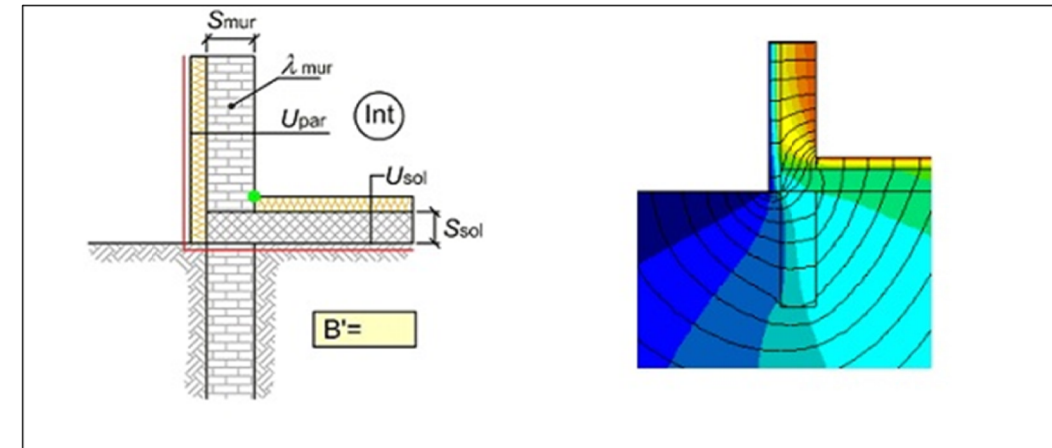 Smur
λ mur
Int
Upar
Usol
Ssol
B'=